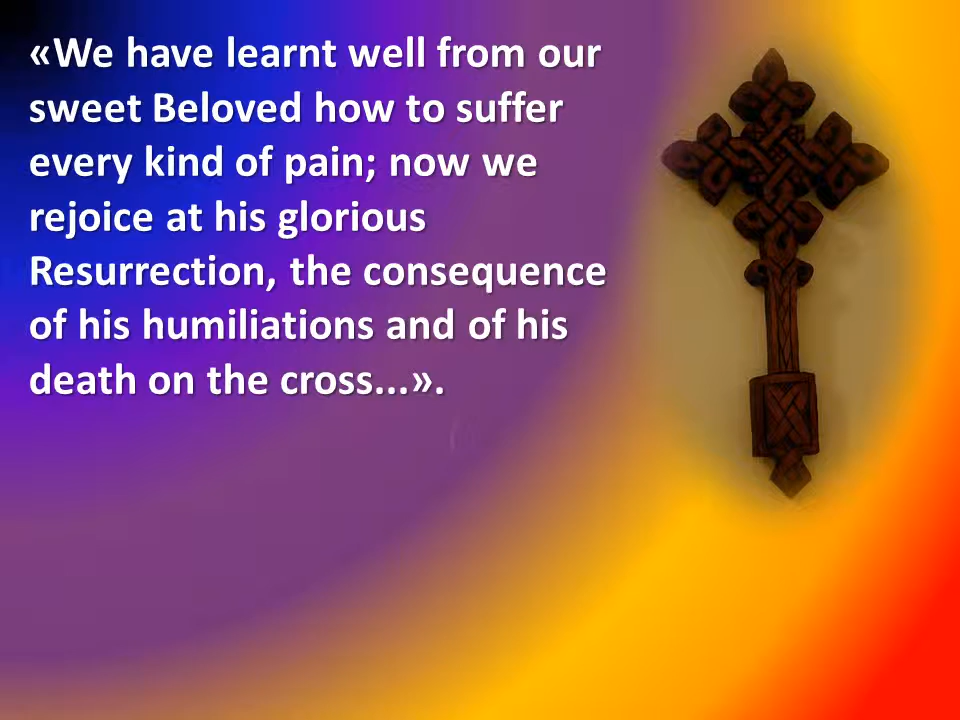 «We have learnt well from our
sweet Beloved how to suffer
every kind of pain; now we
rejoice at his glorious
Resurrection, the consequence
of his humiliations and of his
death on the cross...».